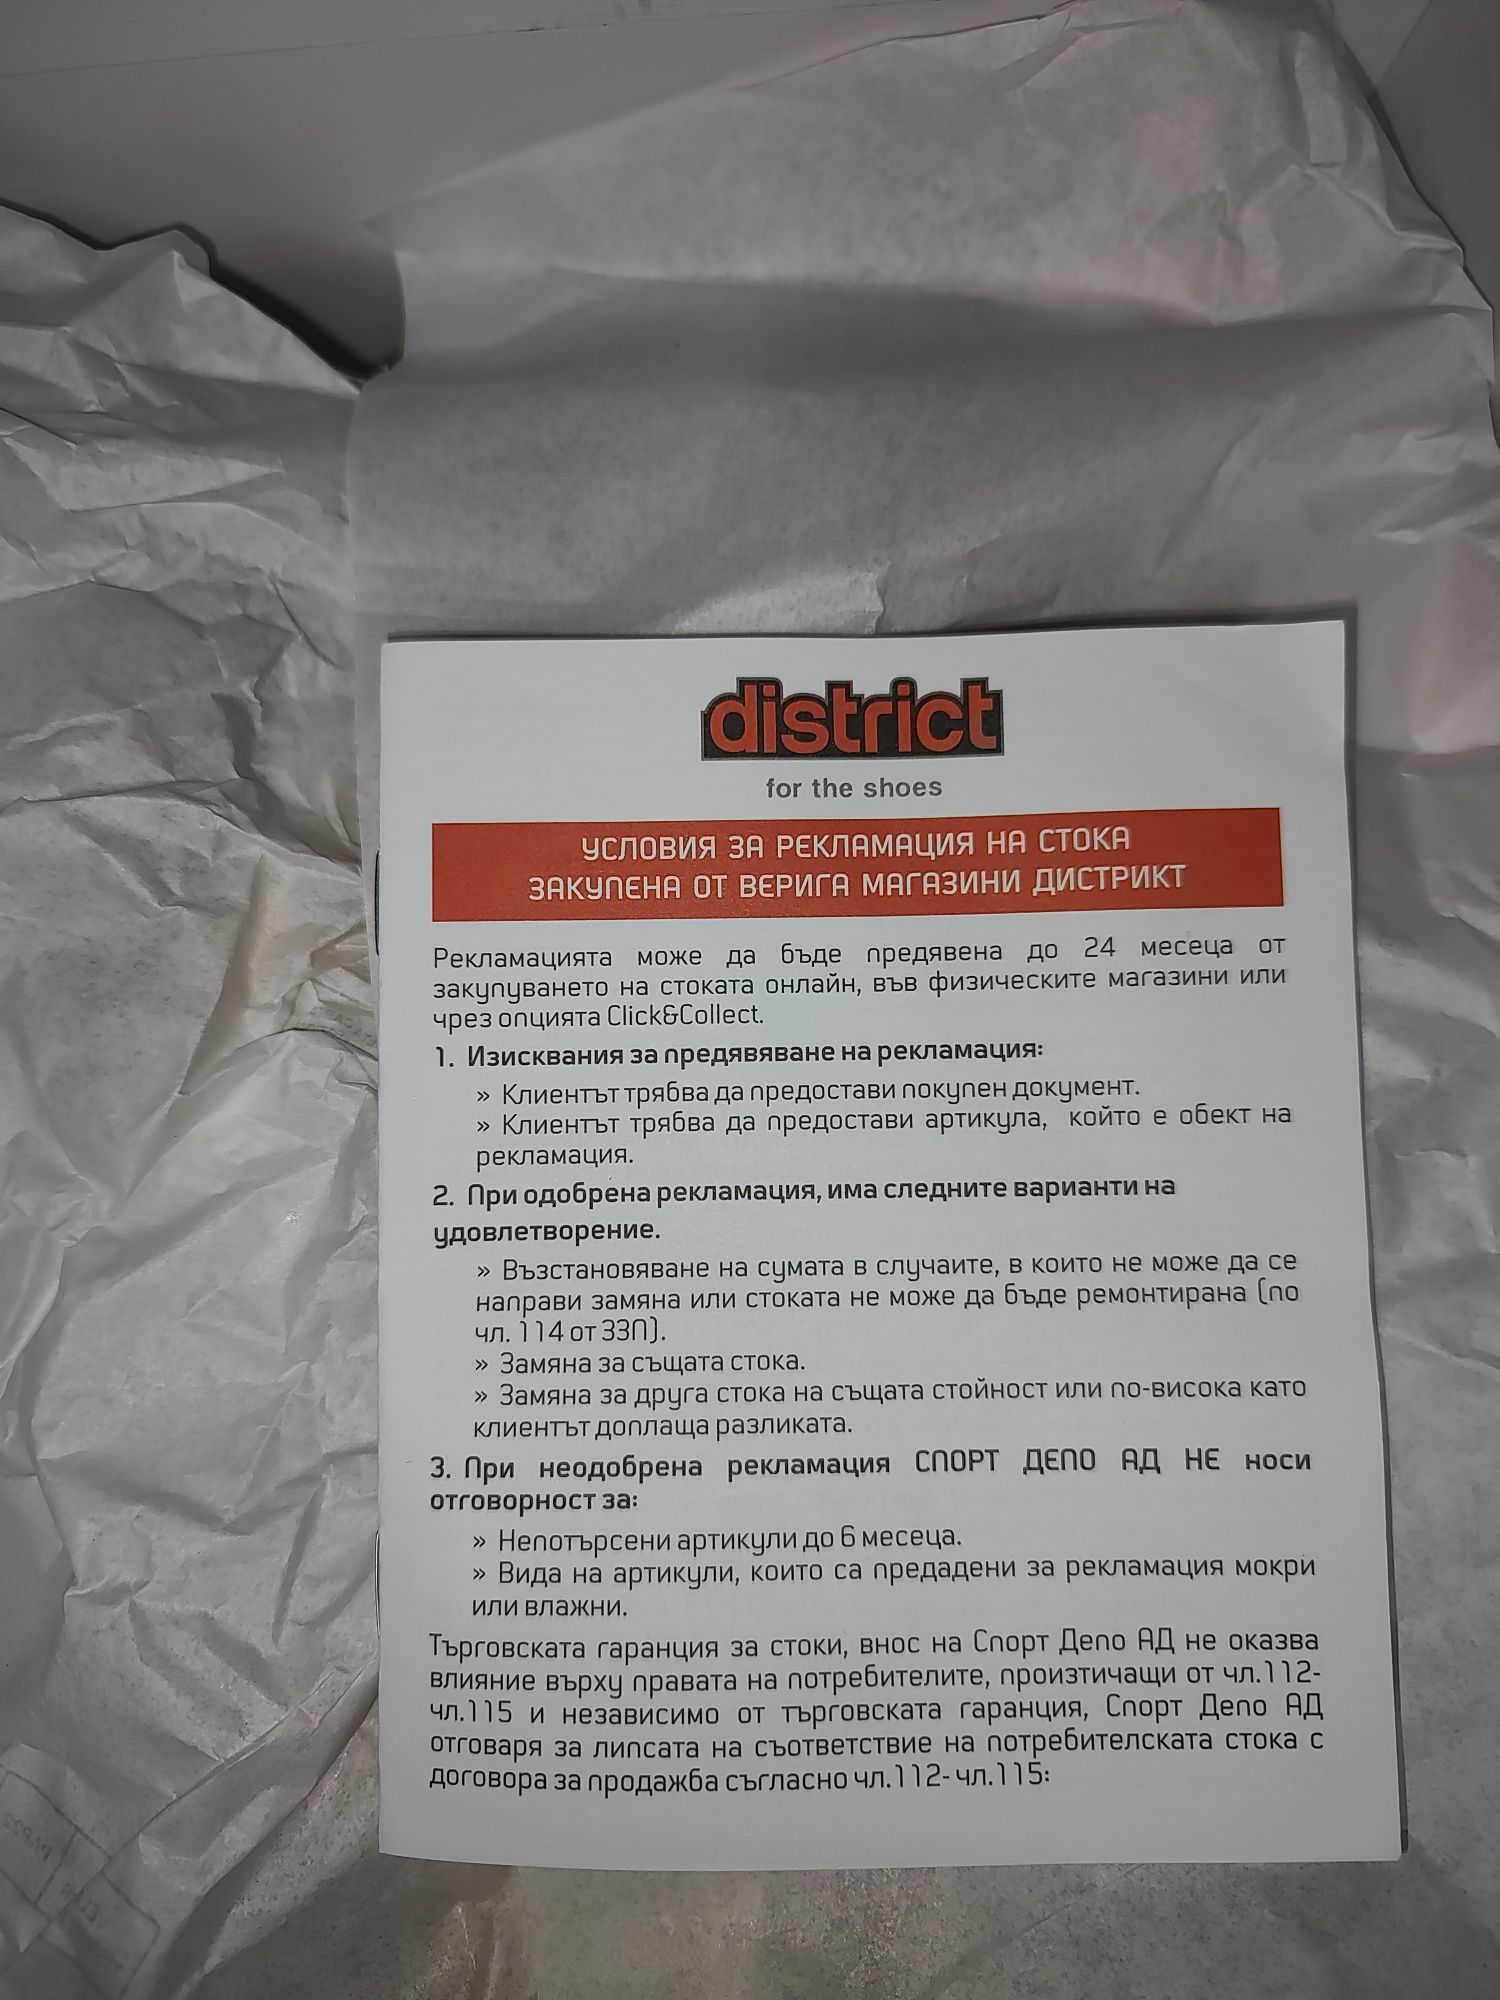 district
for the shoes
УСЛОВИЯ ЗА РЕКЛАМАЦИЯ НА СТОКА
ЗАКУПЕНА ОТ ВЕРИГА МАГАЗИНИ ДИСТРИКТ
Рекламацията може да бъде предявена до 24 месеца от
закупуването на стоката онлайн, във физическите магазини или
чрез опцията Click&Collect.
1. Изисквания за предявяване на рекламация:
» Клиентът трябва да предостави покупен документ.
» Клиентът трябва да предостави артикула, който е обект на
рекламация.
2. При одобрена рекламация, има следните варианти на
удовлетворение.
» Възстановяване на сумата в случаите, в които не може да се
направи замяна или стоката не може да бъде ремонтирана (по
чл. 114 от ЗЗП).
» Замяна за същата стока.
» Замяна за друга стока на същата стойност или по-висока като
клиентът доплаща разликата.
3. При неодобрена рекламация СПОРТ ДЕПО АД НЕ носи
отговорност за:
» Непотърсени артикули до 6 месеца.
» Вида на артикули, които са предадени за рекламация мокри
или влажни.
Търговската гаранция за стоки, внос на Спорт Депо АД не оказва
влияние върху правата на потребителите, произтичащи от чл.112-
чл.115 и независимо от търговската гаранция, Спорт Депо АД
отговаря за липсата на съответствие на потребителската стока с
договора за продажба съгласно чл.112- чл.115: